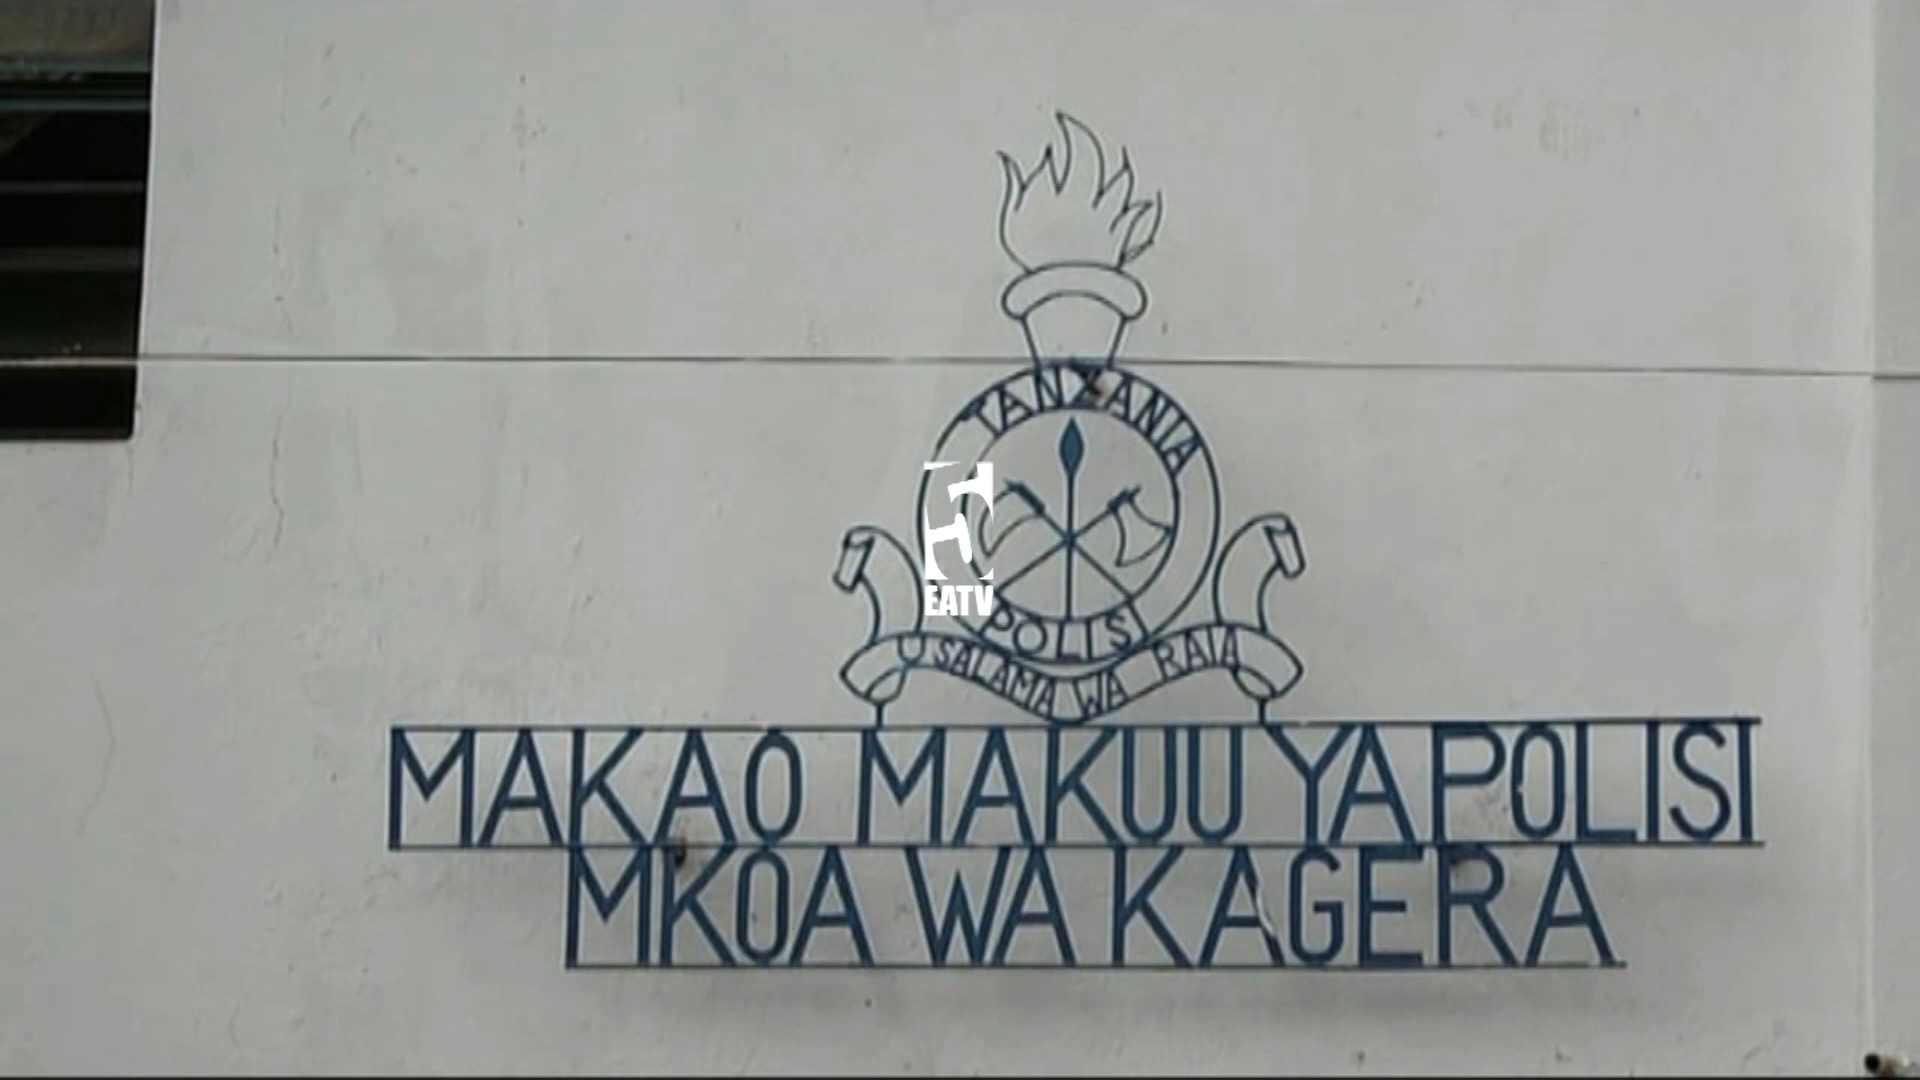 TANZANIA
EATV
POLISI
USALAMA WA RAIA
MAKAO MAKUU YA POLISI
MKOA WA KAGERA